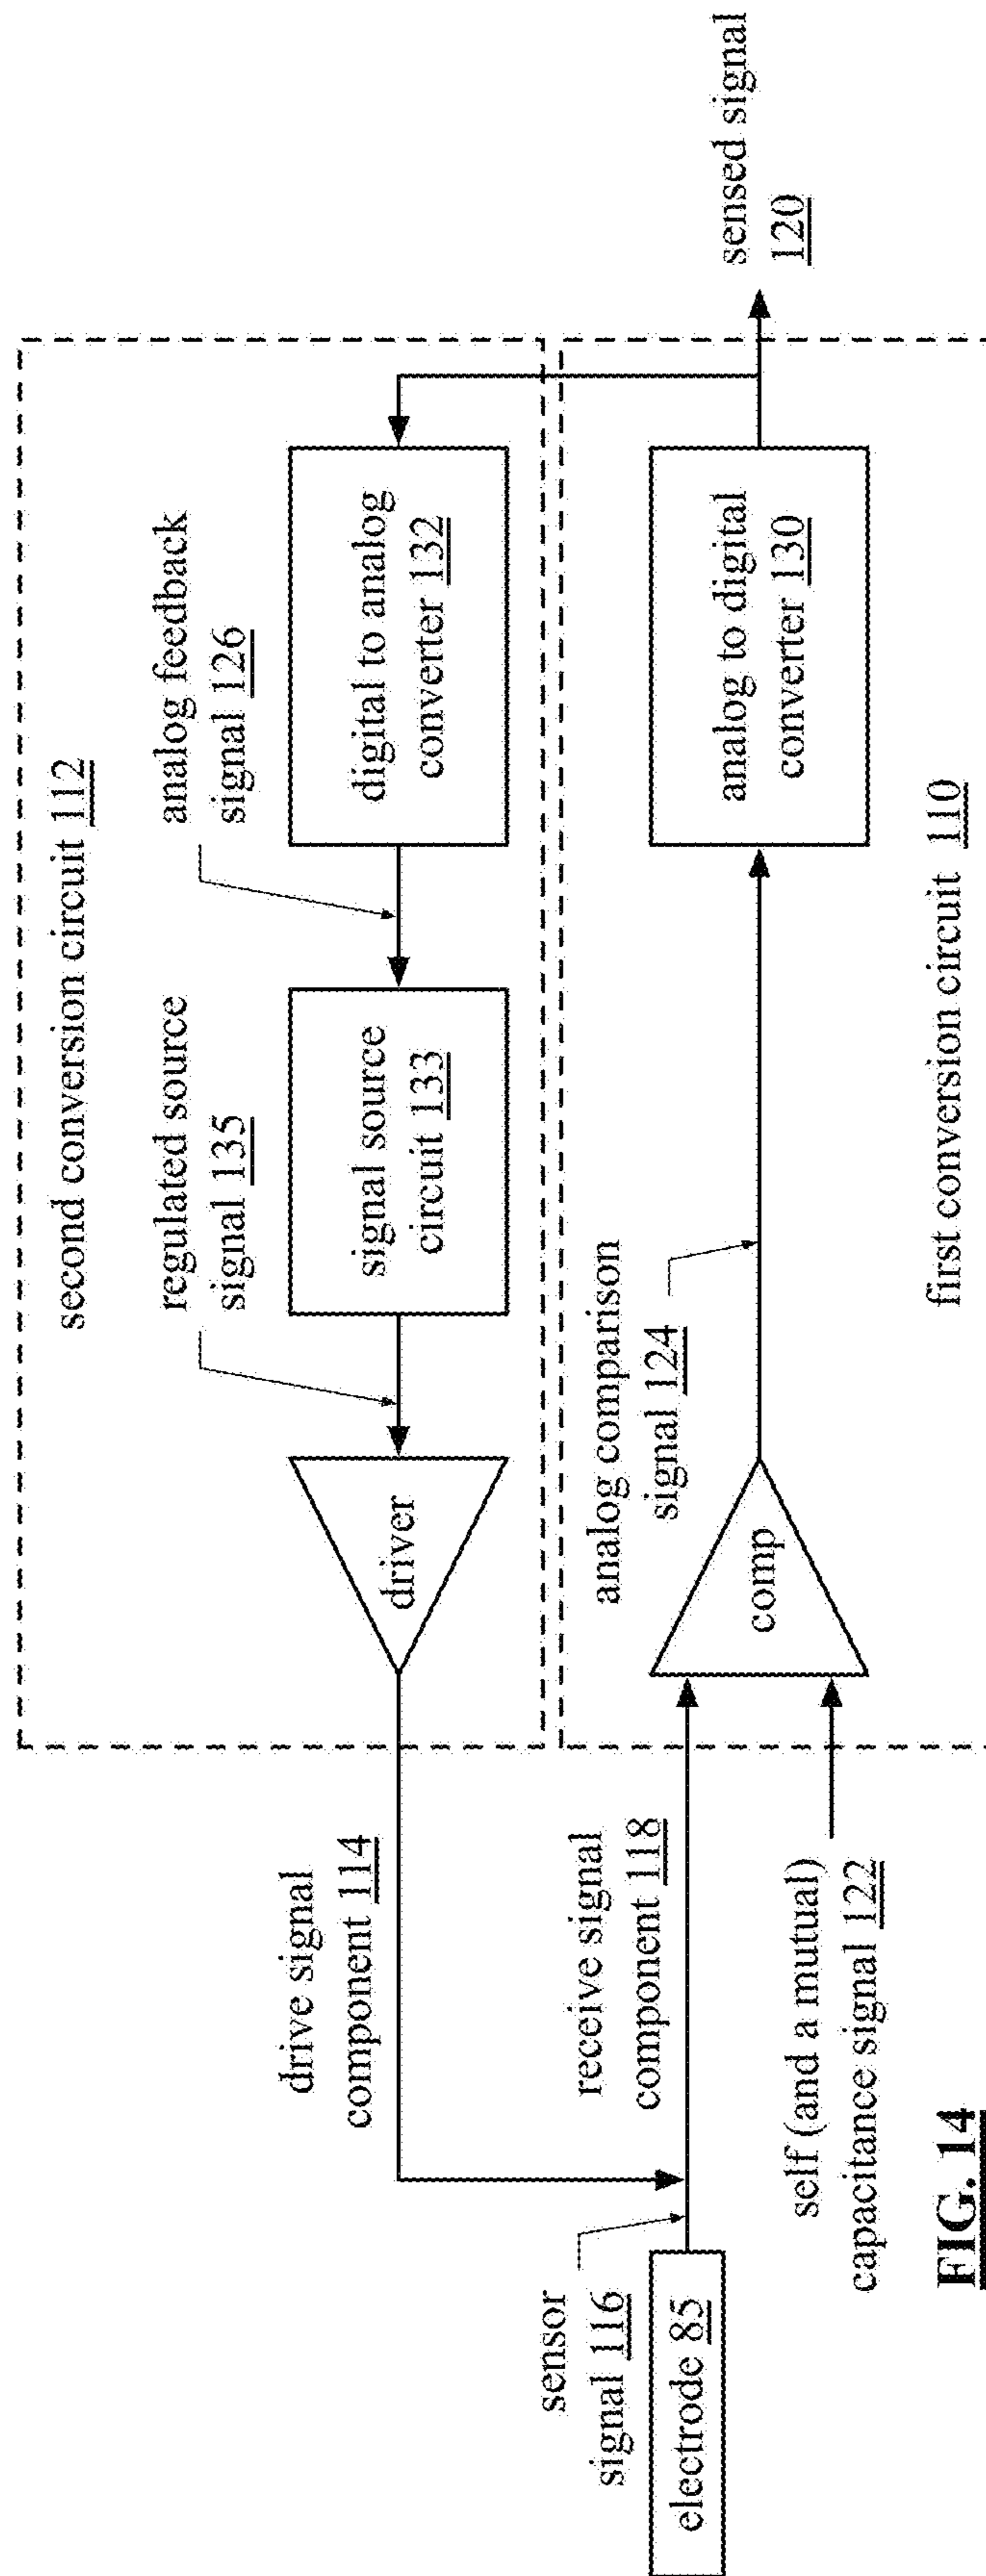 second conversion circuit 112
regulated source
signal 135
analog feedback
signal 126
driver
signal source
circuit 133
digital to analog
converter 132
drive signal
component 114
sensor
signal 116
electrode 85
receive signal
component 118
self (and a mutual)
capacitance signal 122
comp
analog comparison
signal 124
analog to digital
converter 130
sensed signal
120
first conversion circuit 110
FIG. 14